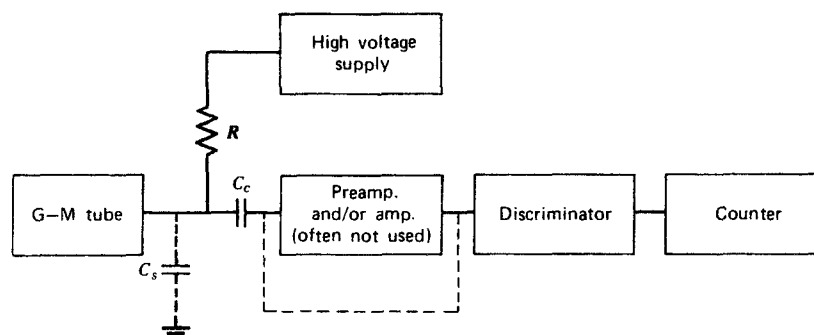 High voltage
supply
R
G–M tube
C_c
Preamp.
and/or amp.
(often not used)
Discriminator
Counter
C_s